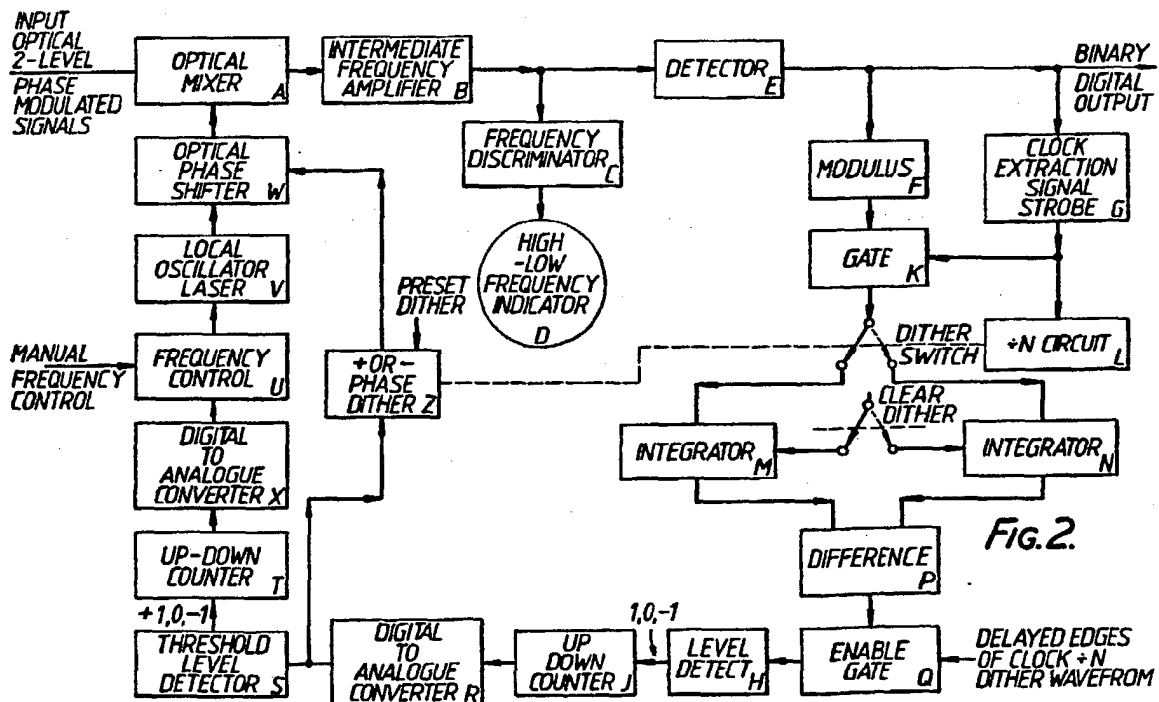 INPUT
OPTICAL
2-LEVEL
PHASE
MODULATED
SIGNALS
OPTICAL
MIXER A
INTERMEDIATE
FREQUENCY
AMPLIFIER B
DETECTOR E
BINARY
DIGITAL
OUTPUT
OPTICAL
PHASE
SHIFTER W
FREQUENCY
DISCRIMINATOR C
MODULUS F
CLOCK
EXTRACTION
SIGNAL
STROBE G
LOCAL
OSCILLATOR
LASER V
HIGH
-LOW
FREQUENCY
INDICATOR
D
GATE K
PRESET
DITHER
DITHER
SWITCH
÷N CIRCUIT L
MANUAL
FREQUENCY
CONTROL
FREQUENCY
CONTROL U
+OR-
PHASE
DITHER Z
CLEAR
DITHER
INTEGRATOR M
INTEGRATOR N
DIGITAL
TO
ANALOGUE
CONVERTER X
FIG.2.
UP-DOWN
COUNTER T
DIFFERENCE
P
+1,0,-1
THRESHOLD
LEVEL
DETECTOR S
DIGITAL
TO
ANALOGUE
CONVERTER R
UP
DOWN
COUNTER J
1,0,-1
LEVEL
DETECT H
ENABLE
GATE Q
DELAYED EDGES
OF CLOCK ÷N
DITHER WAVEFROM